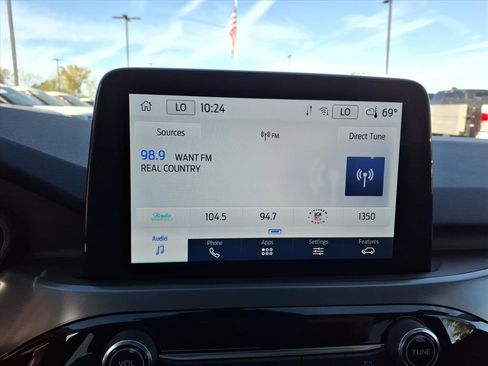 LO 10:24 LO 69°
Sources FM Direct Tune
98.9 WANT FM
REAL COUNTRY
104.5 94.7 1350
Audio Phone Apps Settings Features
VOL TUNE